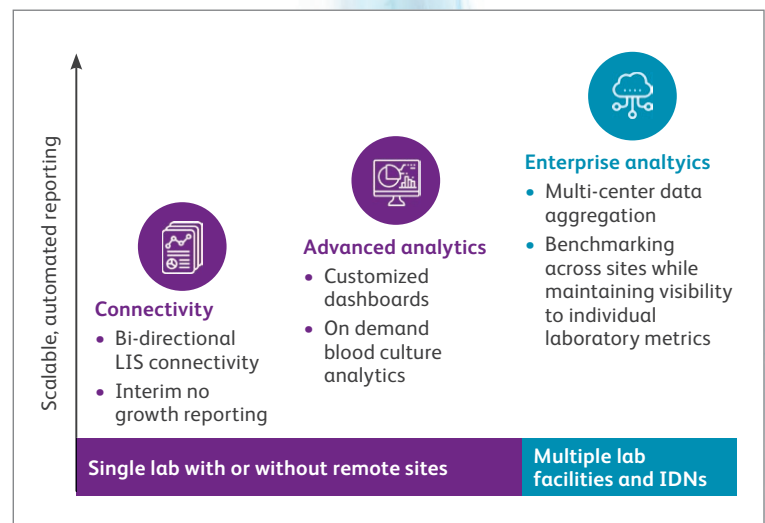 Scalable, automated reporting
Connectivity
• Bi-directional
LIS connectivity
• Interim no
growth reporting
Advanced analytics
• Customized
dashboards
• On demand
blood culture
analytics
Enterprise analtyics
• Multi-center data
aggregation
• Benchmarking
across sites while
maintaining visibility
to individual
laboratory metrics
Single lab with or without remote sites
Multiple lab
facilities and IDNs